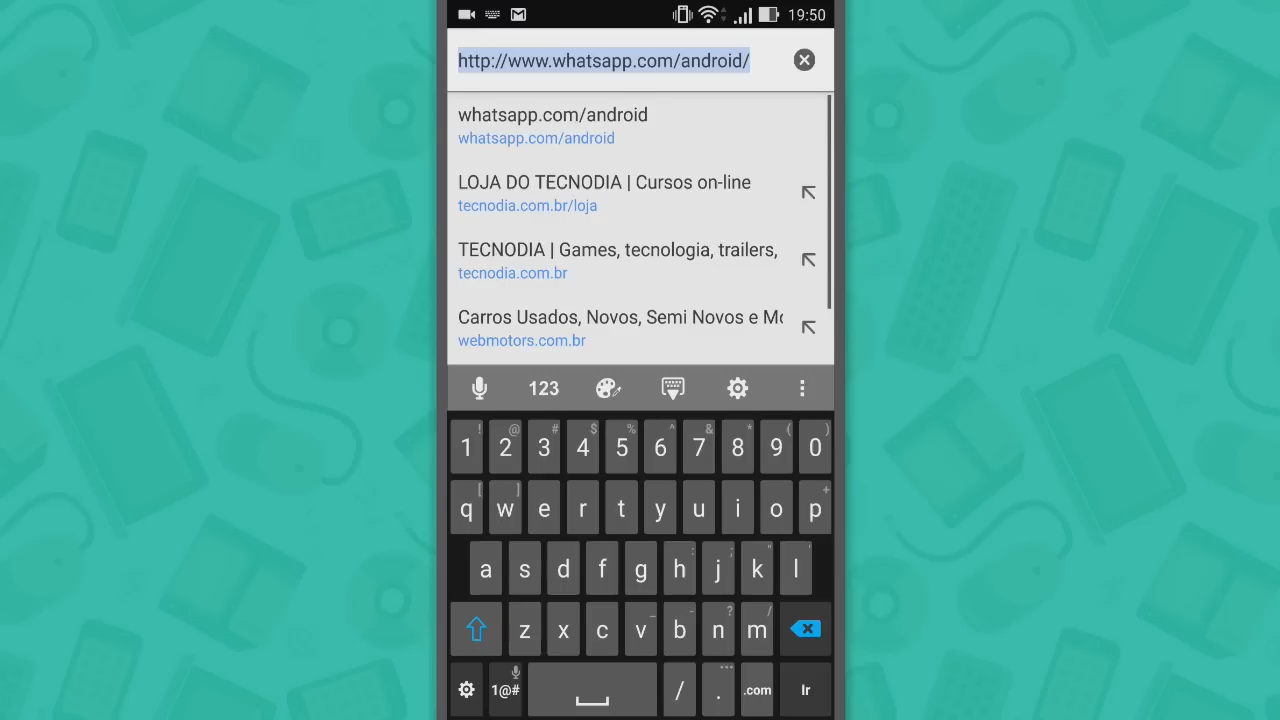 19:50
http://www.whatsapp.com/android/
whatsapp.com/android
whatsapp.com/android
LOJA DO TECNODIA | Cursos on-line
tecnodia.com.br/loja
TECNODIA | Games, tecnologia, trailers,
tecnodia.com.br
Carros Usados, Novos, Semi Novos e Mo
webmotors.com.br
123
! @ # $ % ^ & * ( )
1 2 3 4 5 6 7 8 9 0
[ ] +
q w e r t y u i o p
: ; " '
a s d f g h j k l
_ - ? /
z x c v b n m
1@# / . .com Ir